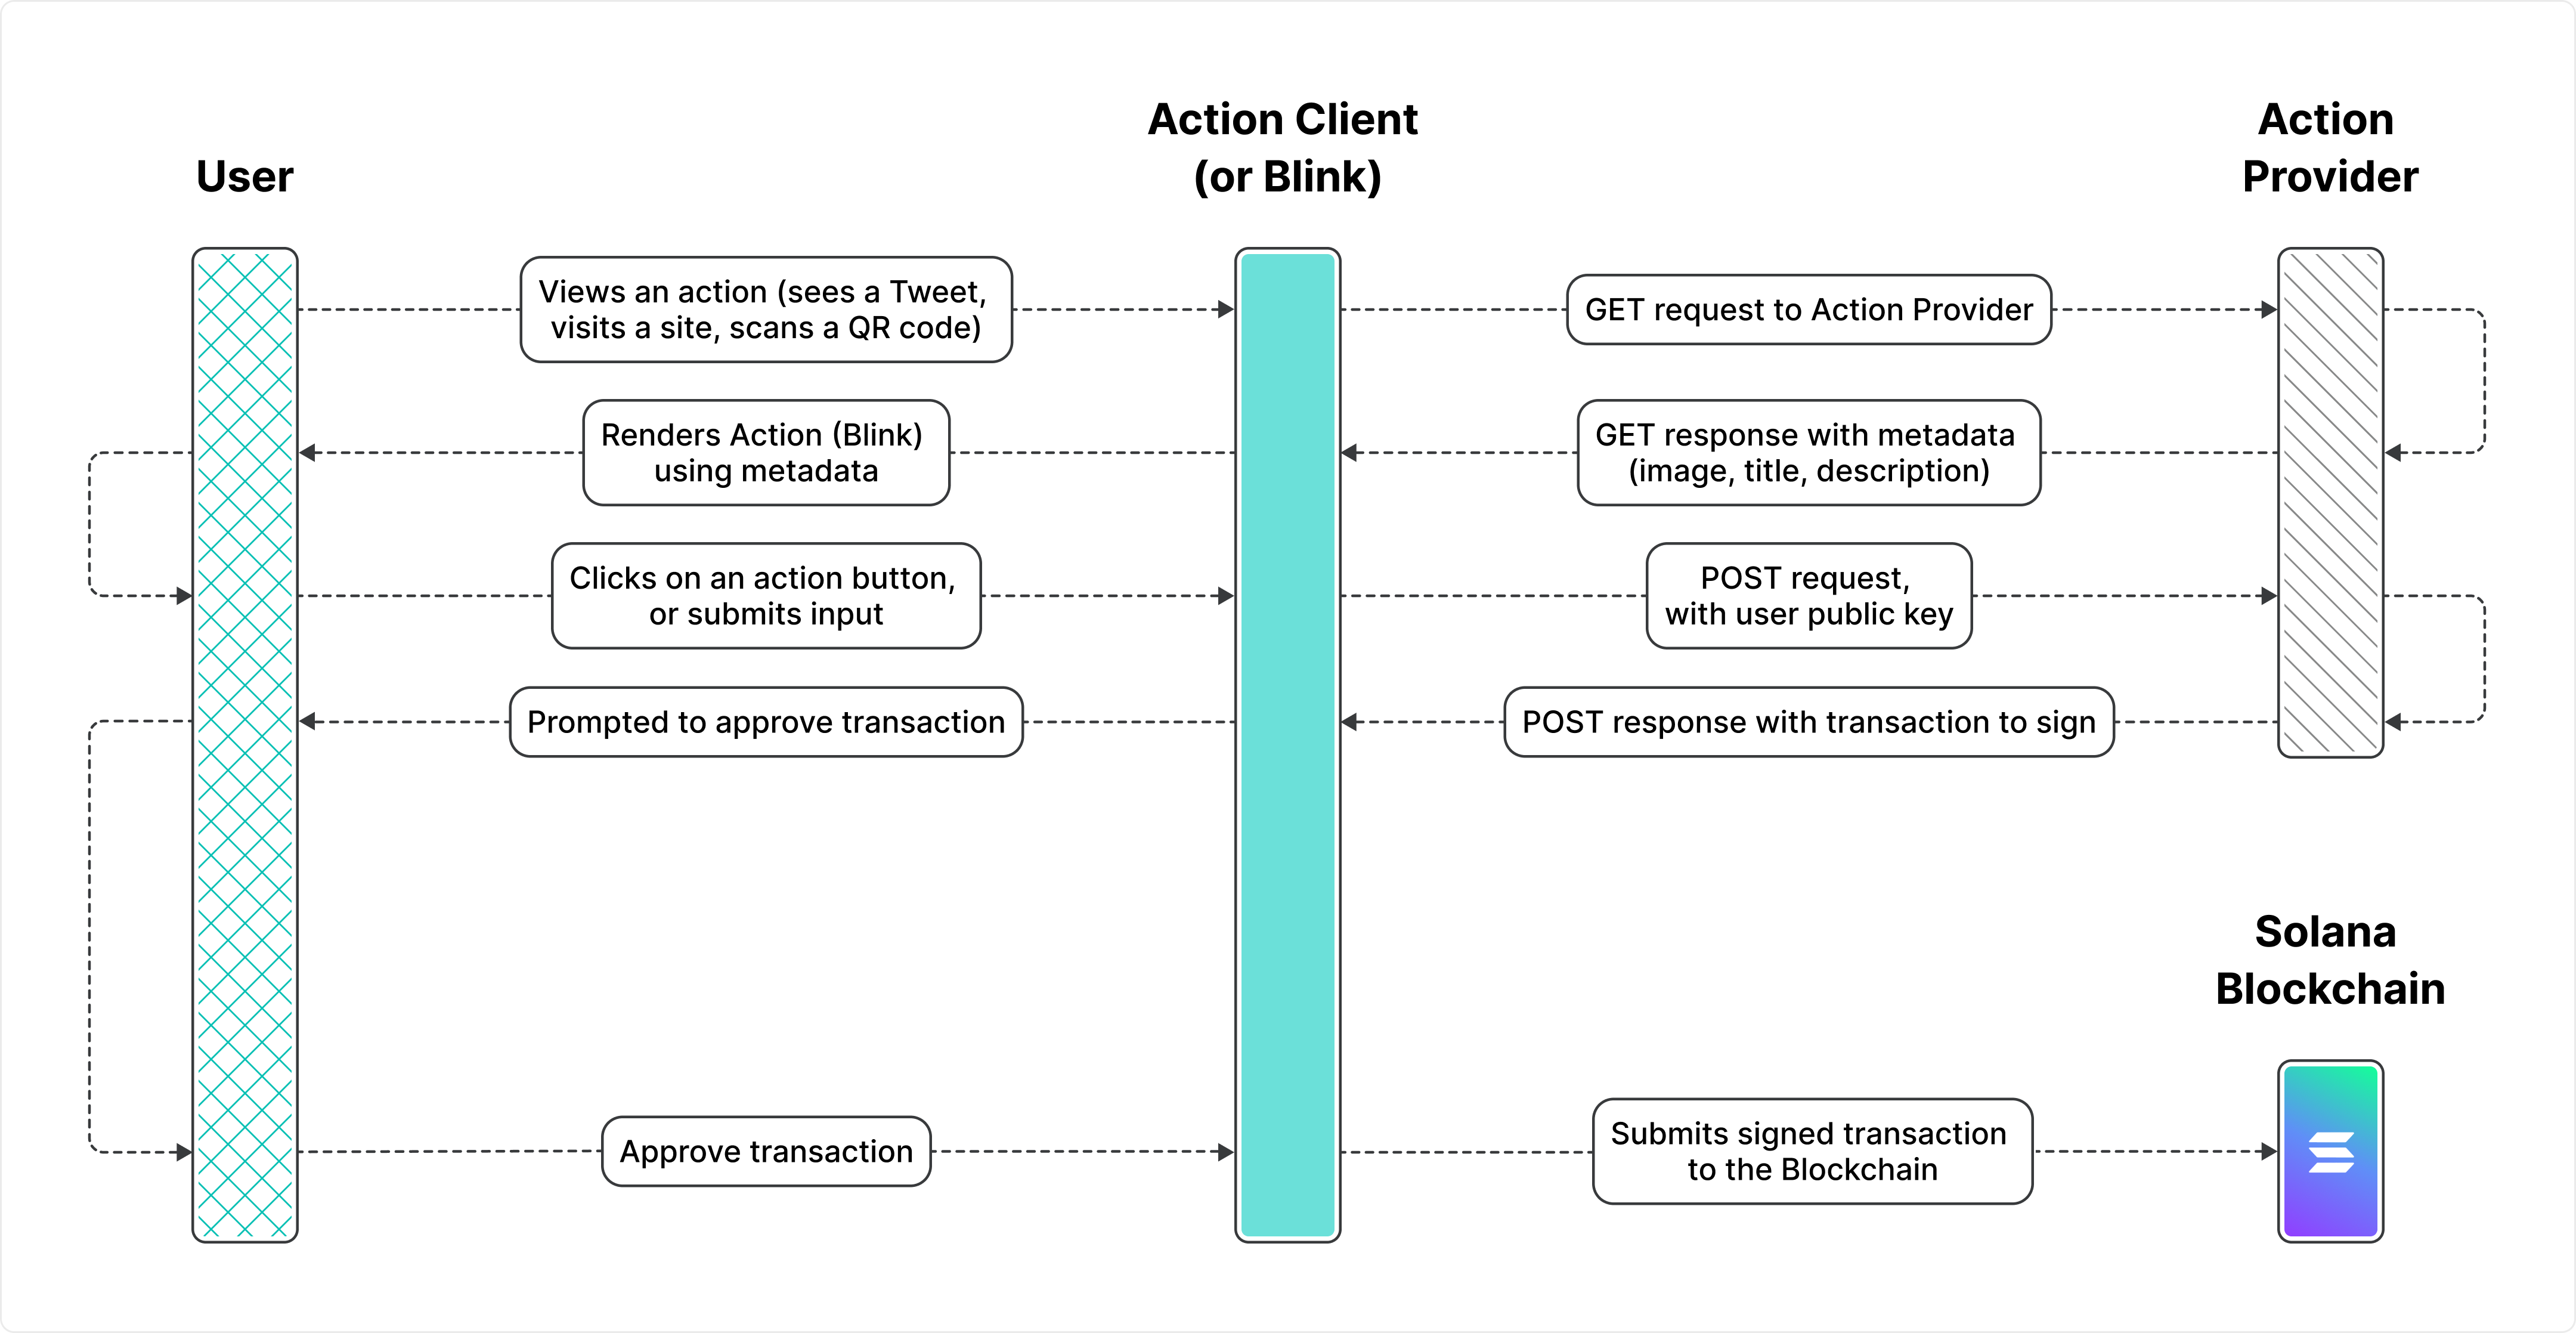 User
Action Client
(or Blink)
Action
Provider
Views an action (sees a Tweet,
visits a site, scans a QR code)
GET request to Action Provider
Renders Action (Blink)
using metadata
GET response with metadata
(image, title, description)
Clicks on an action button,
or submits input
POST request,
with user public key
Prompted to approve transaction
POST response with transaction to sign
Solana
Blockchain
Approve transaction
Submits signed transaction
to the Blockchain